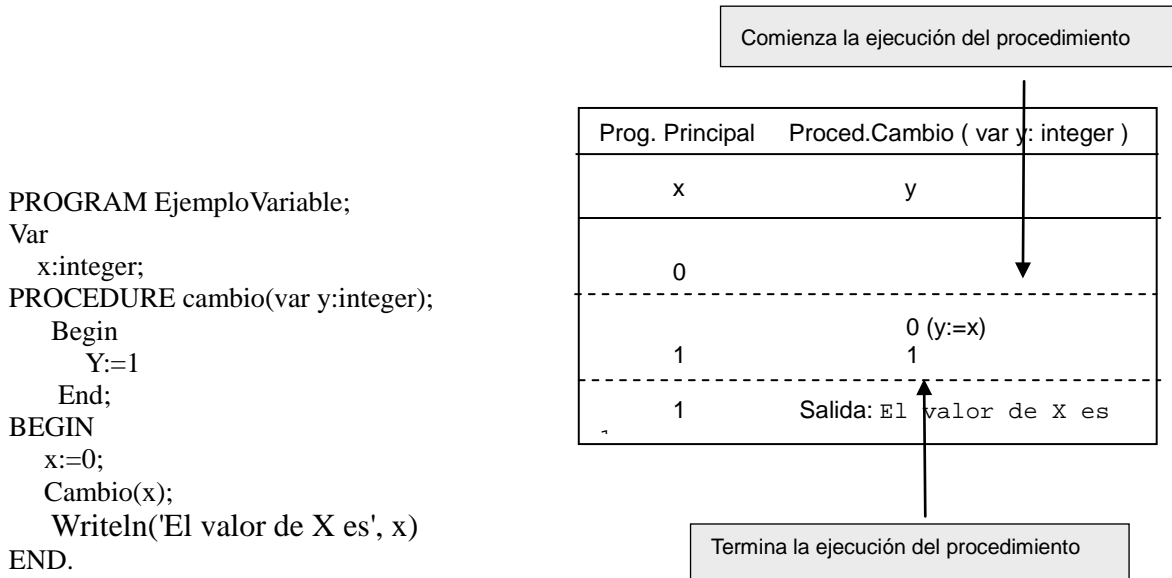 Comienza la ejecución del procedimiento
PROGRAM EjemploVariable;
Var
x:integer;
PROCEDURE cambio(var y:integer);
Begin
Y:=1
End;
BEGIN
x:=0;
Cambio(x);
Writeln('El valor de X es', x)
END.
Prog. Principal Proced.Cambio ( var y: integer )
x y
0
0 (y:=x)
1 1
1 Salida: El valor de X es
Termina la ejecución del procedimiento